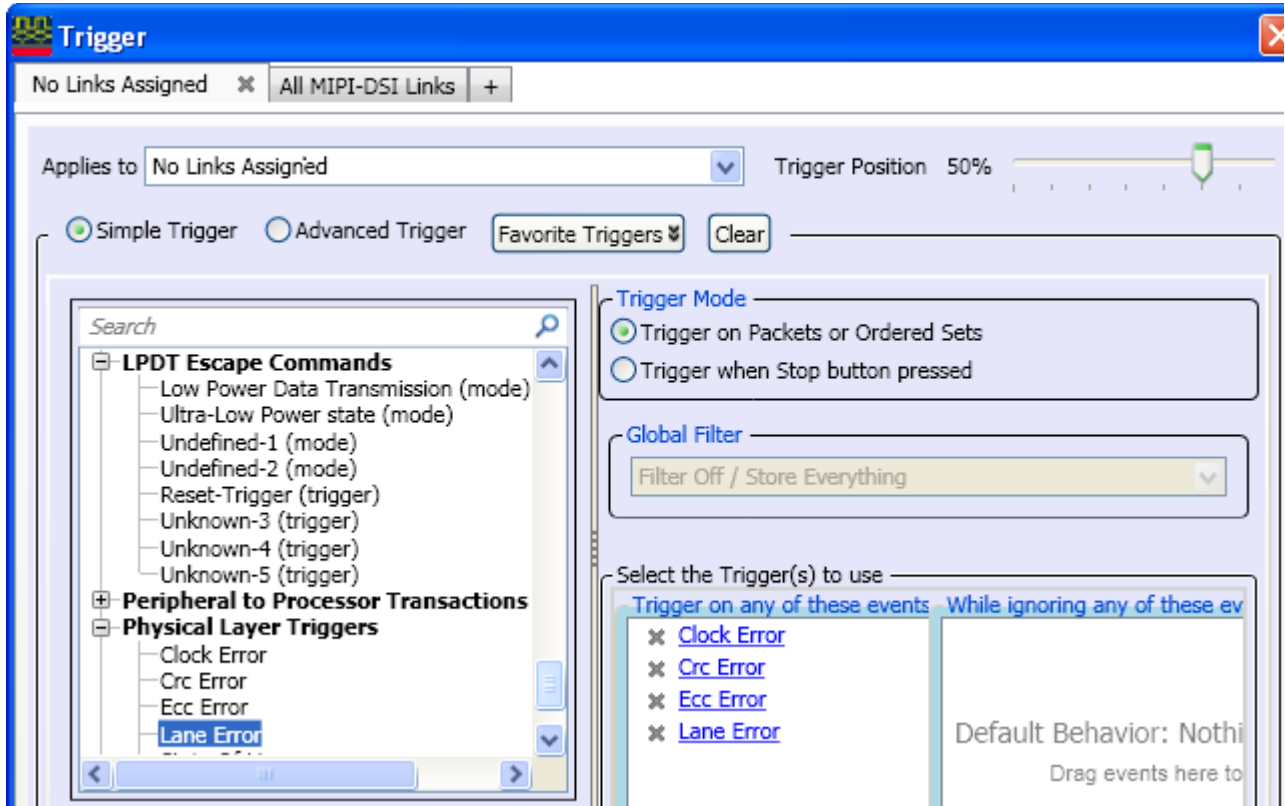 Trigger
No Links Assigned
All MIPI-DSI Links
+
Applies to No Links Assigned
Trigger Position 50%
Simple Trigger Advanced Trigger Favorite Triggers Clear
Search
LPDT Escape Commands
Low Power Data Transmission (mode)
Ultra-Low Power state (mode)
Undefined-1 (mode)
Undefined-2 (mode)
Reset-Trigger (trigger)
Unknown-3 (trigger)
Unknown-4 (trigger)
Unknown-5 (trigger)
Peripheral to Processor Transactions
Physical Layer Triggers
Clock Error
Crc Error
Ecc Error
Lane Error
Trigger Mode
Trigger on Packets or Ordered Sets
Trigger when Stop button pressed
Global Filter
Filter Off / Store Everything
Select the Trigger(s) to use
Trigger on any of these events
Clock Error
Crc Error
Ecc Error
Lane Error
While ignoring any of these ev
Default Behavior: Nothi
Drag events here to